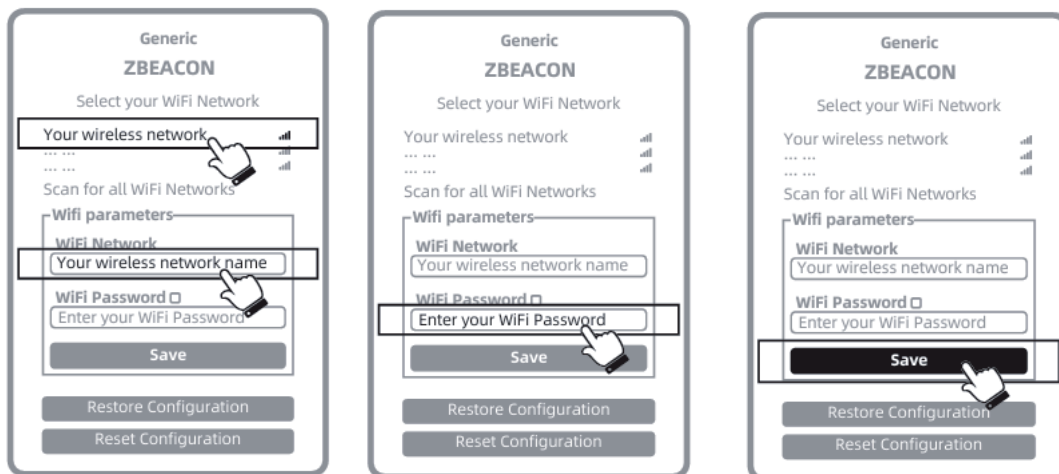 Generic
ZBEACON
Select your WiFi Network
Your wireless network
... ...
... ...
Scan for all WiFi Networks
Wifi parameters
WiFi Network
Your wireless network name
WiFi Password
Enter your WiFi Password
Save
Restore Configuration
Reset Configuration
Generic
ZBEACON
Select your WiFi Network
Your wireless network
... ...
... ...
Scan for all WiFi Networks
Wifi parameters
WiFi Network
Your wireless network name
WiFi Password
Enter your WiFi Password
Save
Restore Configuration
Reset Configuration
Generic
ZBEACON
Select your WiFi Network
Your wireless network
... ...
... ...
Scan for all WiFi Networks
Wifi parameters
WiFi Network
Your wireless network name
WiFi Password
Enter your WiFi Password
Save
Restore Configuration
Reset Configuration